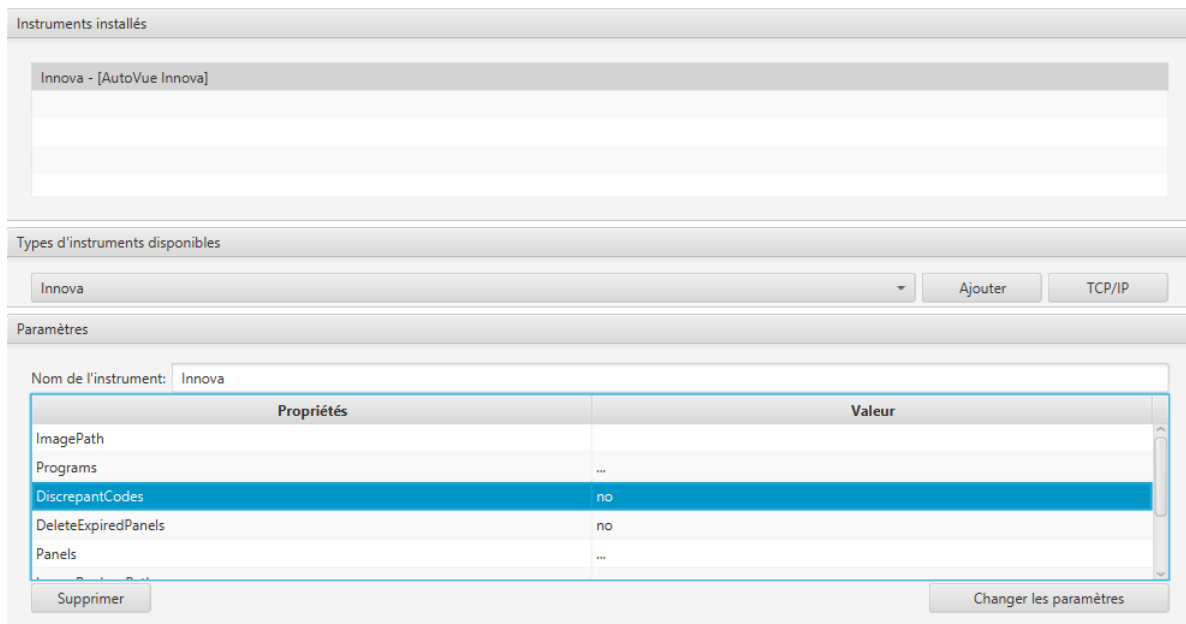 Instruments installés
Innova - [AutoVue Innova]
Types d'instruments disponibles
Innova Ajouter TCP/IP
Paramètres
Nom de l'instrument: Innova
Propriétés Valeur
ImagePath
Programs ...
DiscrepantCodes no
DeleteExpiredPanels no
Panels ...
Supprimer Changer les paramètres